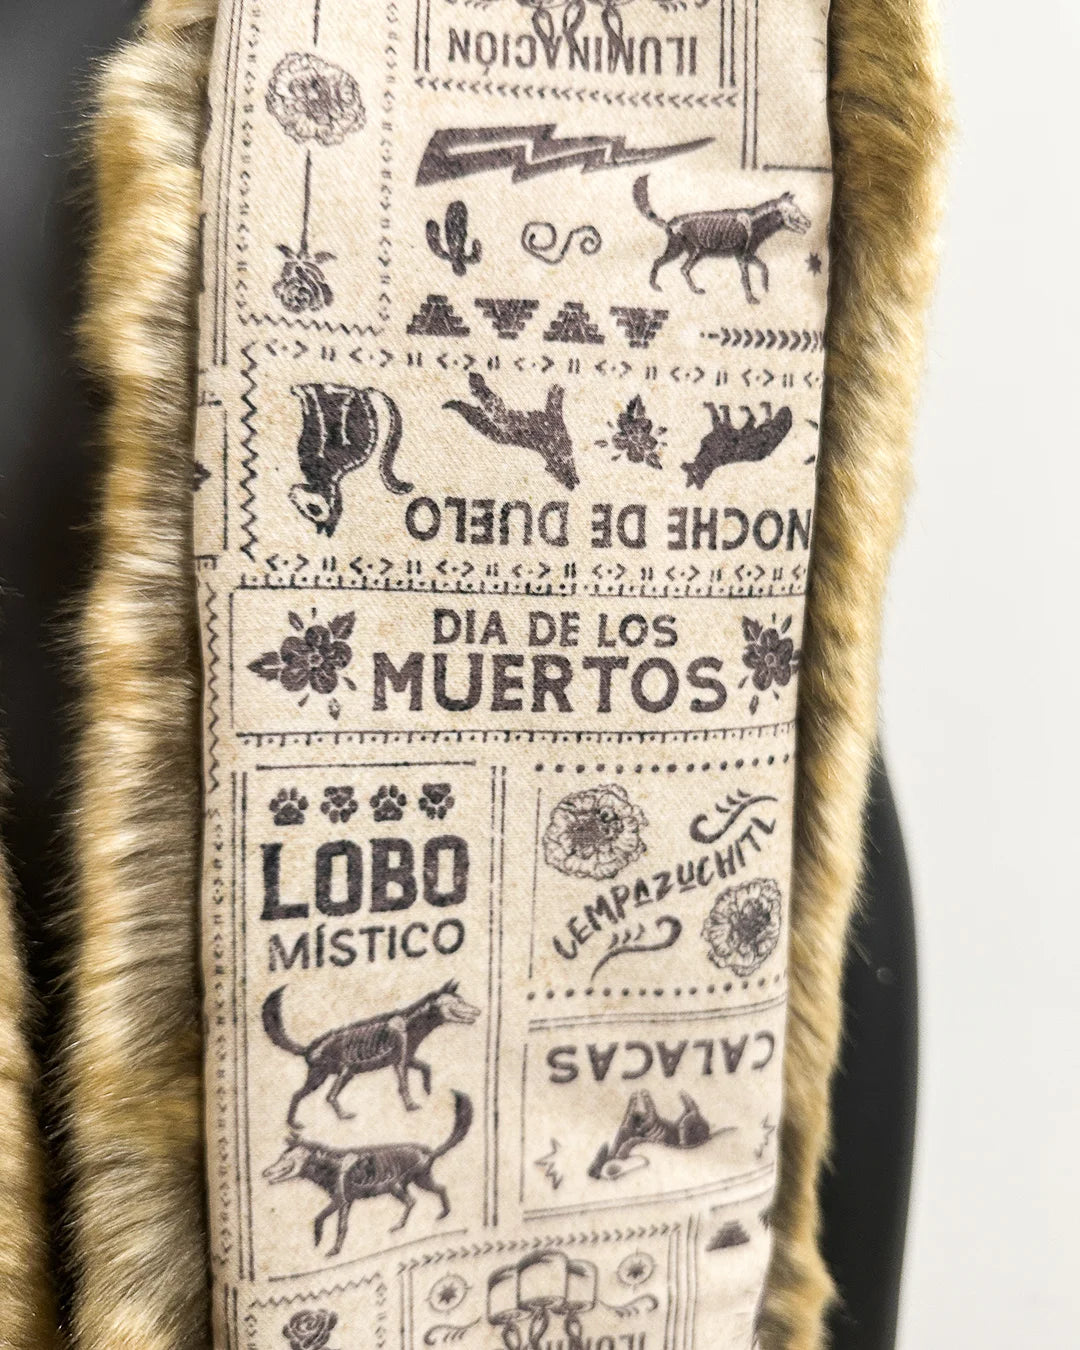 ILUMINACIÓN
NOCHE DE DUELO
DIA DE LOS
MUERTOS
LOBO
MÍSTICO
CEMPAZUCHITL
CALACAS